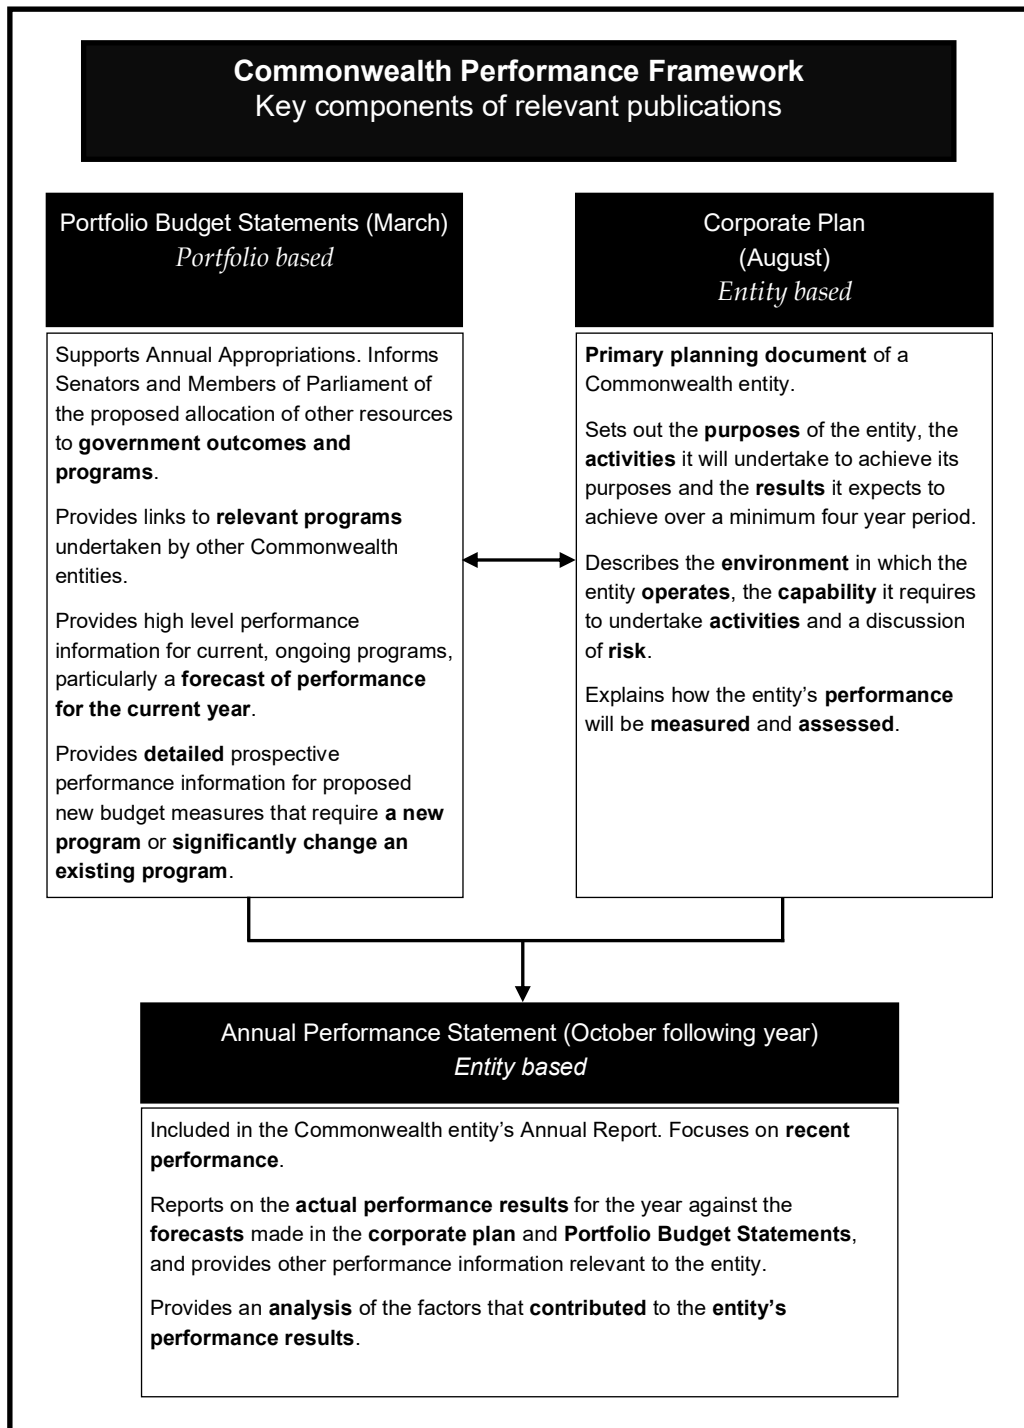 Commonwealth Performance Framework
Key components of relevant publications
Portfolio Budget Statements (March)
Portfolio based
Supports Annual Appropriations. Informs
Senators and Members of Parliament of
the proposed allocation of other resources
to government outcomes and
programs.
Provides links to relevant programs
undertaken by other Commonwealth
entities.
Provides high level performance
information for current, ongoing programs,
particularly a forecast of performance
for the current year.
Provides detailed prospective
performance information for proposed
new budget measures that require a new
program or significantly change an
existing program.
Corporate Plan
(August)
Entity based
Primary planning document of a
Commonwealth entity.
Sets out the purposes of the entity, the
activities it will undertake to achieve its
purposes and the results it expects to
achieve over a minimum four year period.
Describes the environment in which the
entity operates, the capability it requires
to undertake activities and a discussion
of risk.
Explains how the entity’s performance
will be measured and assessed.
Annual Performance Statement (October following year)
Entity based
Included in the Commonwealth entity’s Annual Report. Focuses on recent
performance.
Reports on the actual performance results for the year against the
forecasts made in the corporate plan and Portfolio Budget Statements,
and provides other performance information relevant to the entity.
Provides an analysis of the factors that contributed to the entity’s
performance results.